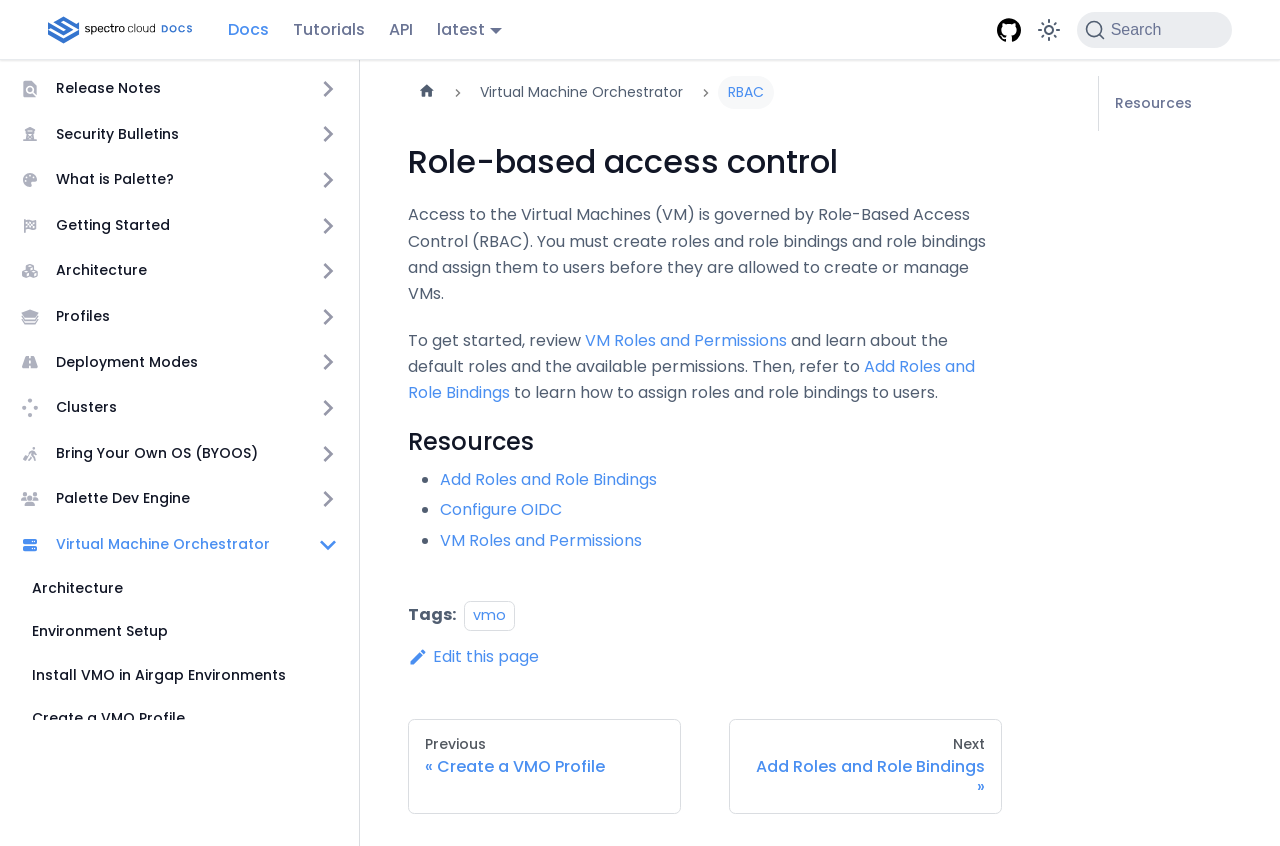 spectro cloud DOCS
Docs
Tutorials
API
latest
Search
Release Notes
Security Bulletins
What is Palette?
Getting Started
Architecture
Profiles
Deployment Modes
Clusters
Bring Your Own OS (BYOOS)
Palette Dev Engine
Virtual Machine Orchestrator
Architecture
Environment Setup
Install VMO in Airgap Environments
Create a VMO Profile
Virtual Machine Orchestrator
RBAC
Role-based access control
Access to the Virtual Machines (VM) is governed by Role-Based Access
Control (RBAC). You must create roles and role bindings and role bindings
and assign them to users before they are allowed to create or manage
VMs.
To get started, review VM Roles and Permissions and learn about the
default roles and the available permissions. Then, refer to Add Roles and
Role Bindings to learn how to assign roles and role bindings to users.
Resources
Add Roles and Role Bindings
Configure OIDC
VM Roles and Permissions
Tags: vmo
Edit this page
Previous
« Create a VMO Profile
Next
Add Roles and Role Bindings
»
Resources